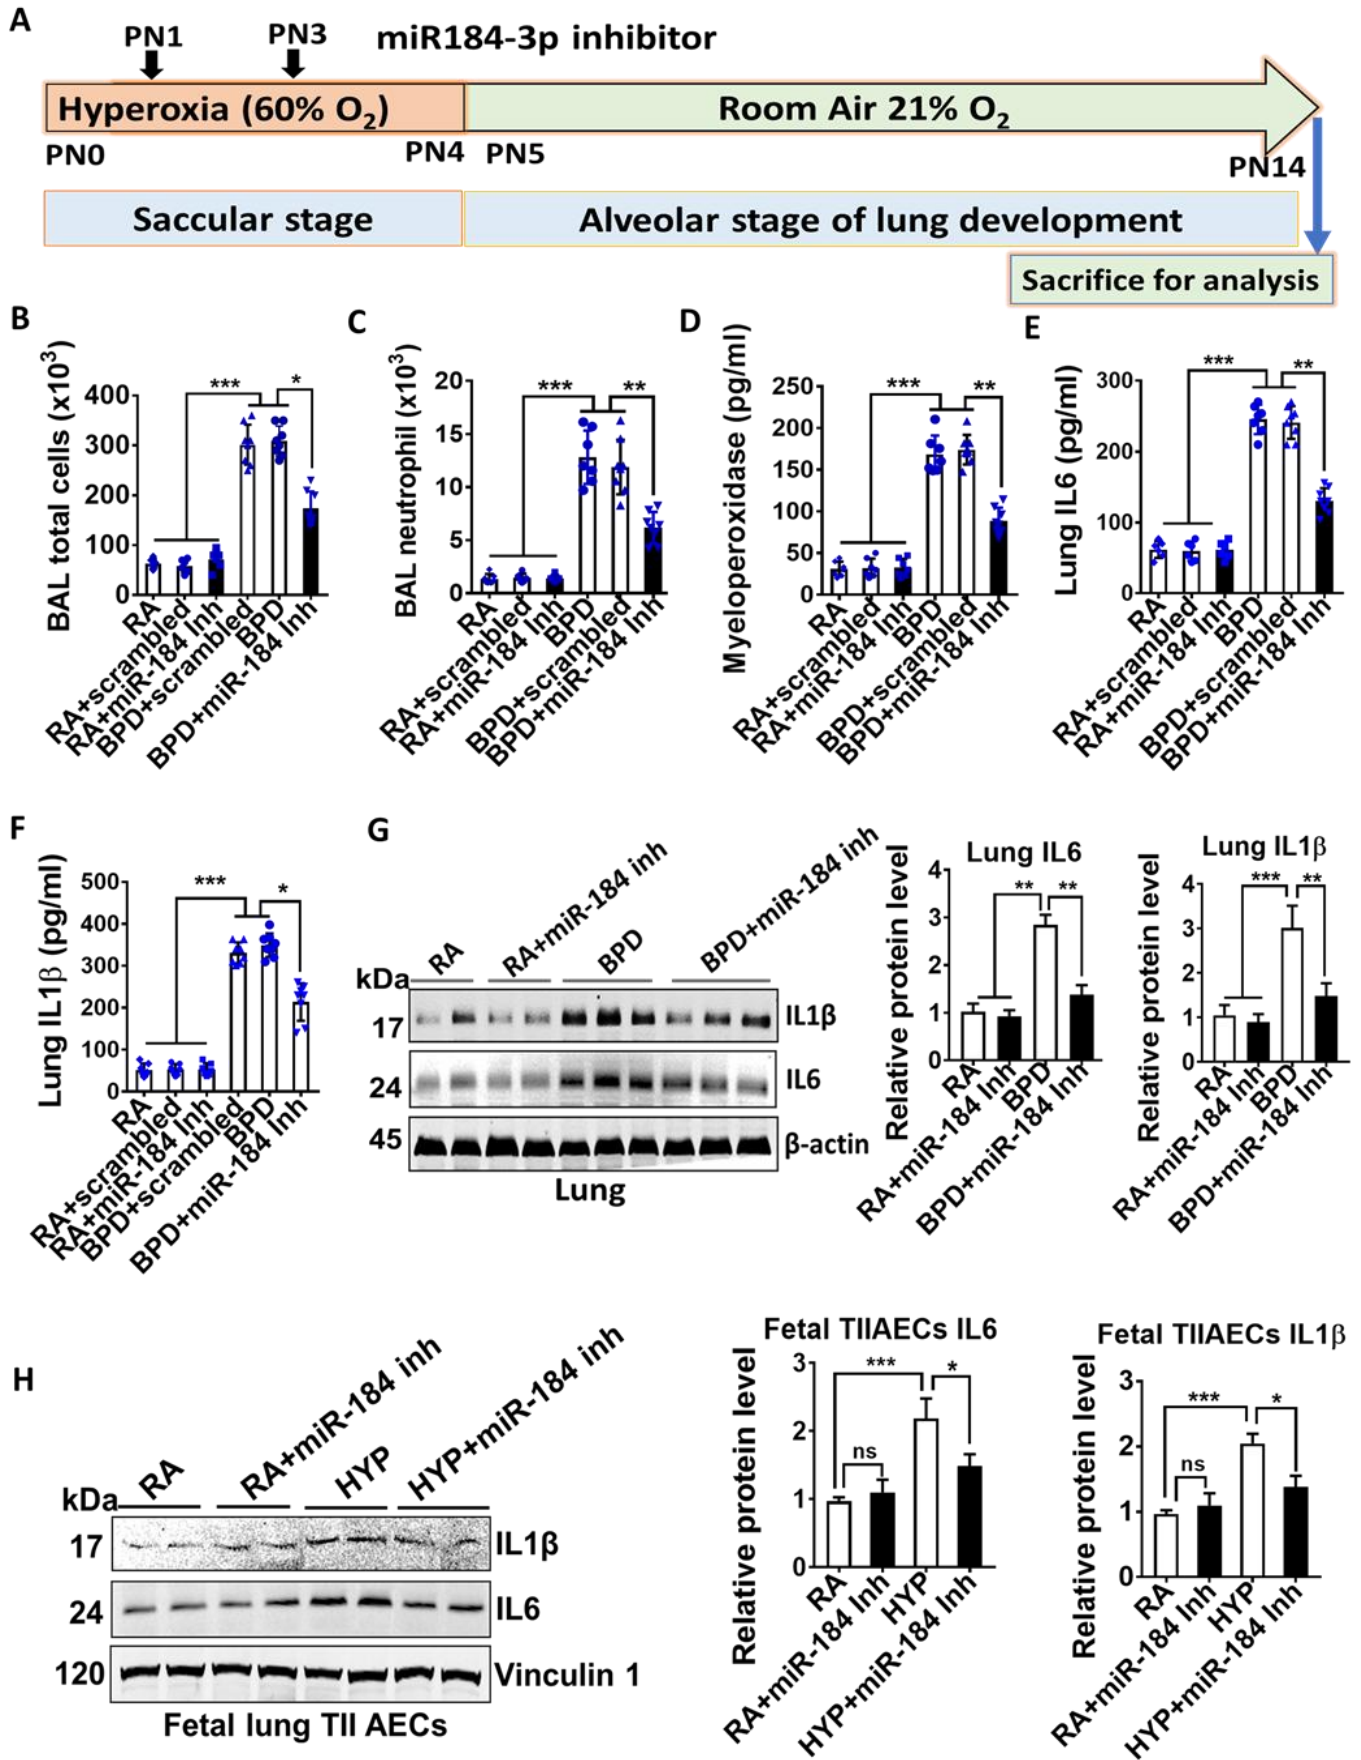 A
PN1
PN3
miR184-3p inhibitor
Hyperoxia (60% O2)
Room Air 21% O2
PN0
PN4
PN5
PN14
Saccular stage
Alveolar stage of lung development
Sacrifice for analysis
B
BAL total cells (x10³)
400
300
200
100
0
***
*
RA
RA+scrambled
RA+miR-184 Inh
BPD+scrambled
BPD
BPD+miR-184 Inh
C
BAL neutrophil (x10³)
20
15
10
5
0
***
**
RA
RA+scrambled
RA+miR-184 Inh
BPD
BPD+scrambled
BPD+miR-184 Inh
D
Myeloperoxidase (pg/ml)
250
200
150
100
50
0
***
**
RA
RA+scrambled
RA+miR-184 Inh
BPD
BPD+scrambled
BPD+miR-184 Inh
E
Lung IL6 (pg/ml)
300
200
100
0
***
**
RA
RA+scrambled
RA+miR-184 Inh
BPD
BPD+scrambled
BPD+miR-184 Inh
F
Lung IL1β (pg/ml)
500
400
300
200
100
0
***
*
RA
RA+scrambled
RA+miR-184 Inh
BPD+scrambled
BPD
BPD+miR-184 Inh
G
RA
RA+miR-184 inh
BPD
BPD+miR-184 inh
kDa
17
IL1β
24
IL6
45
β-actin
Lung
Lung IL6
Relative protein level
4
3
2
1
0
**
**
RA
RA+miR-184 Inh
BPD
BPD+miR-184 Inh
Lung IL1β
Relative protein level
4
3
2
1
0
***
**
RA
RA+miR-184 Inh
BPD
BPD+miR-184 Inh
H
RA
RA+miR-184 inh
HYP
HYP+miR-184 inh
kDa
17
IL1β
24
IL6
120
Vinculin 1
Fetal lung TII AECs
Fetal TIIAECs IL6
Relative protein level
3
2
1
0
***
*
ns
RA
RA+miR-184 Inh
HYP
HYP+miR-184 Inh
Fetal TIIAECs IL1β
Relative protein level
3
2
1
0
***
*
ns
RA
RA+miR-184 Inh
HYP
HYP+miR-184 Inh